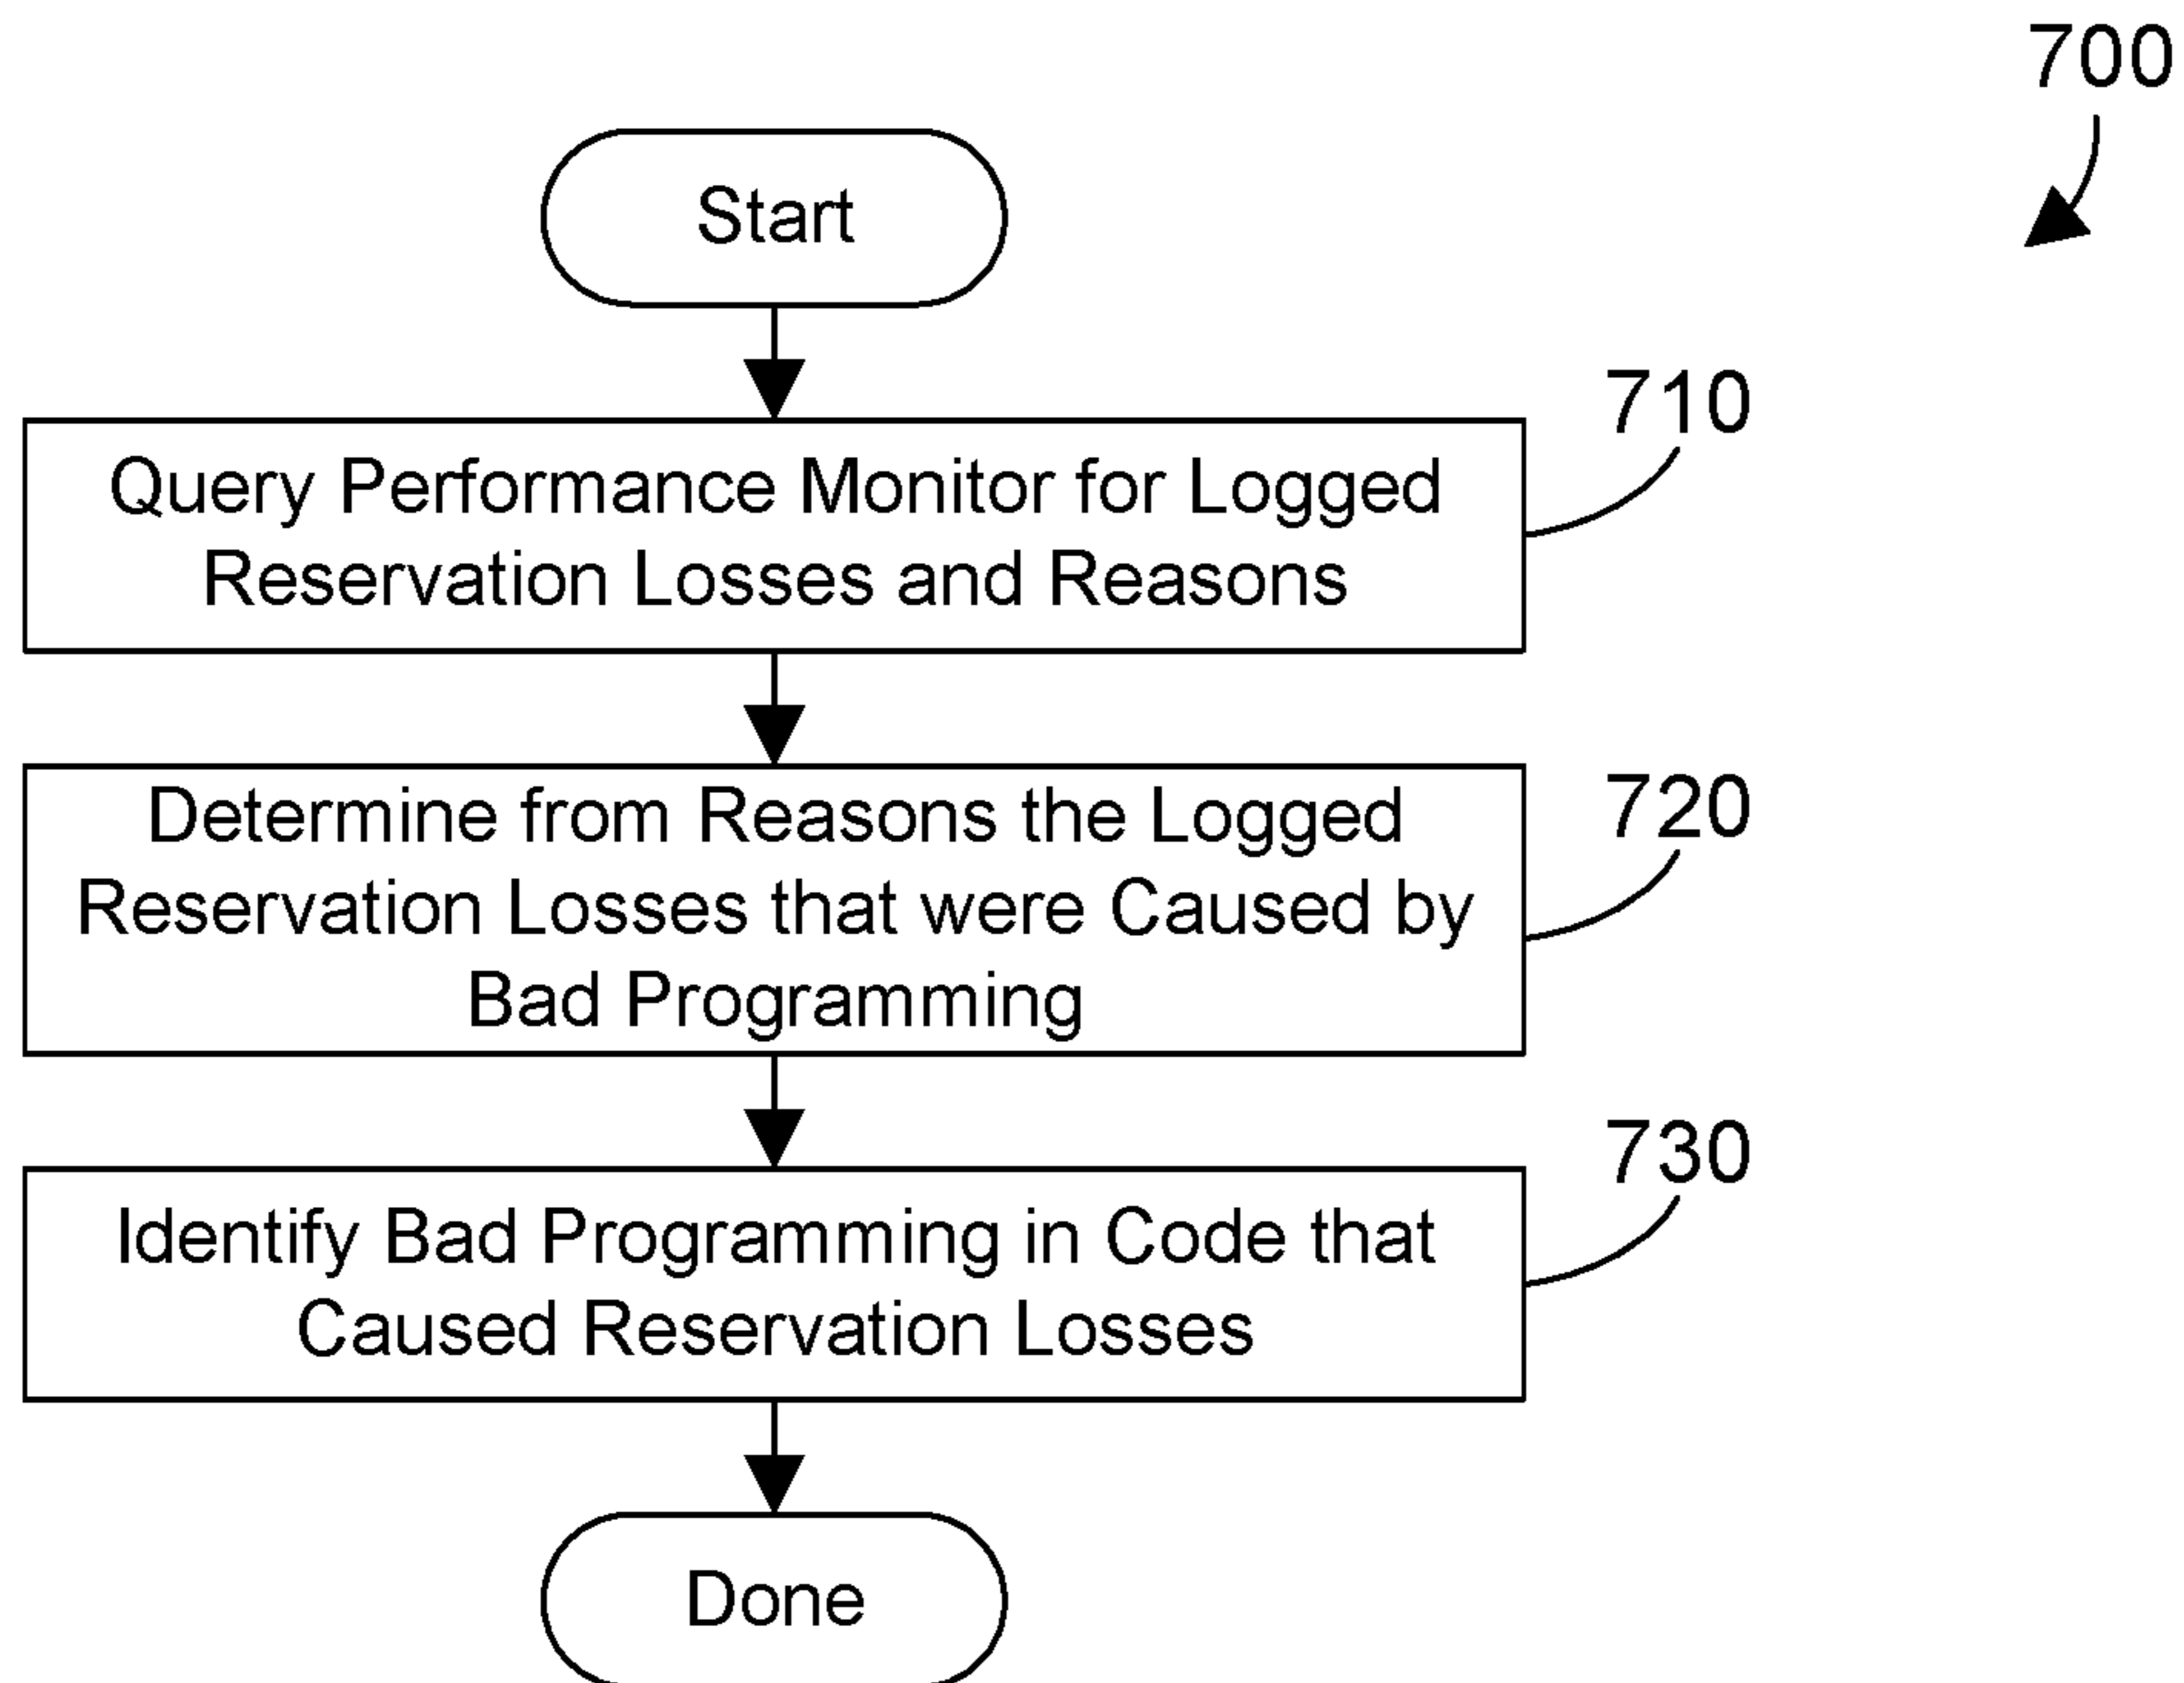 700
Start
710
Query Performance Monitor for Logged
Reservation Losses and Reasons
720
Determine from Reasons the Logged
Reservation Losses that were Caused by
Bad Programming
730
Identify Bad Programming in Code that
Caused Reservation Losses
Done